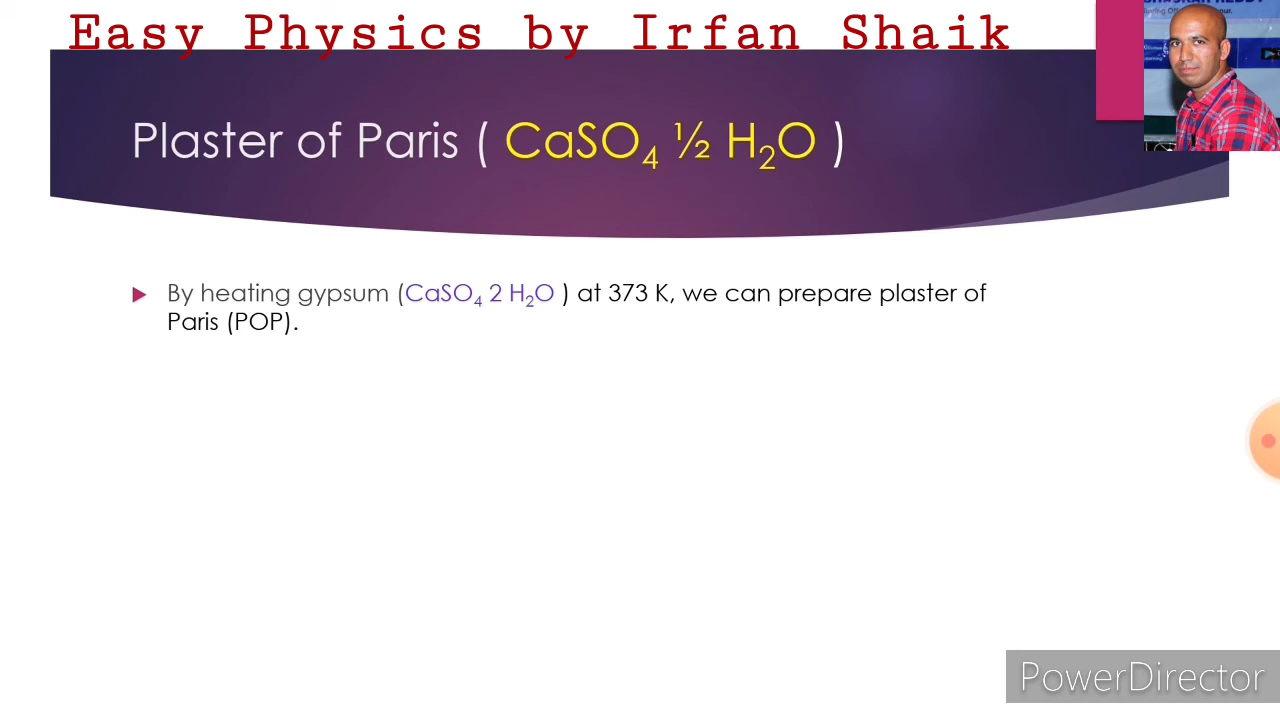 Easy Physics by Irfan Shaik
Plaster of Paris ( CaSO₄ ½ H₂O )
By heating gypsum (CaSO₄ 2 H₂O ) at 373 K, we can prepare plaster of
Paris (POP).
PowerDirector